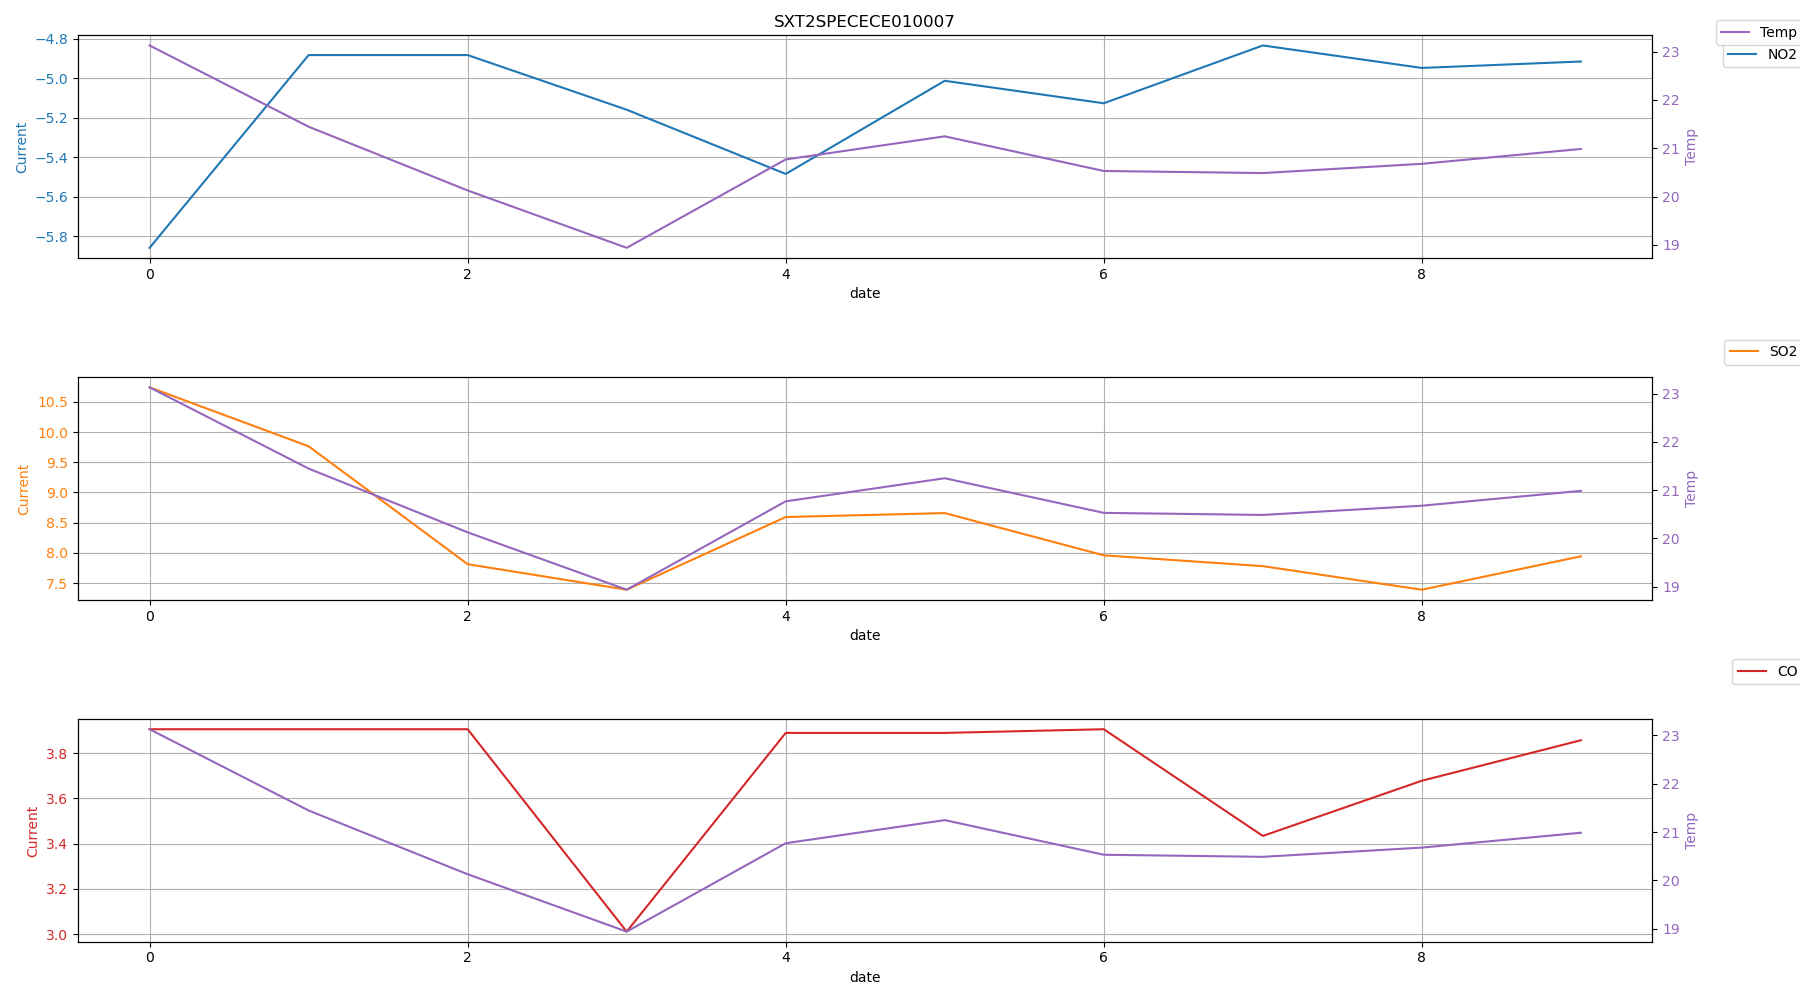 SXT2SPECECE010007
Temp
NO2
−4.8
−5.0
−5.2
−5.4
−5.6
−5.8
Current
23
22
21
20
19
Temp
0 2 4 6 8
date
SO2
10.5
10.0
9.5
9.0
8.5
8.0
7.5
Current
23
22
21
20
19
Temp
0 2 4 6 8
date
CO
3.8
3.6
3.4
3.2
3.0
Current
23
22
21
20
19
Temp
0 2 4 6 8
date